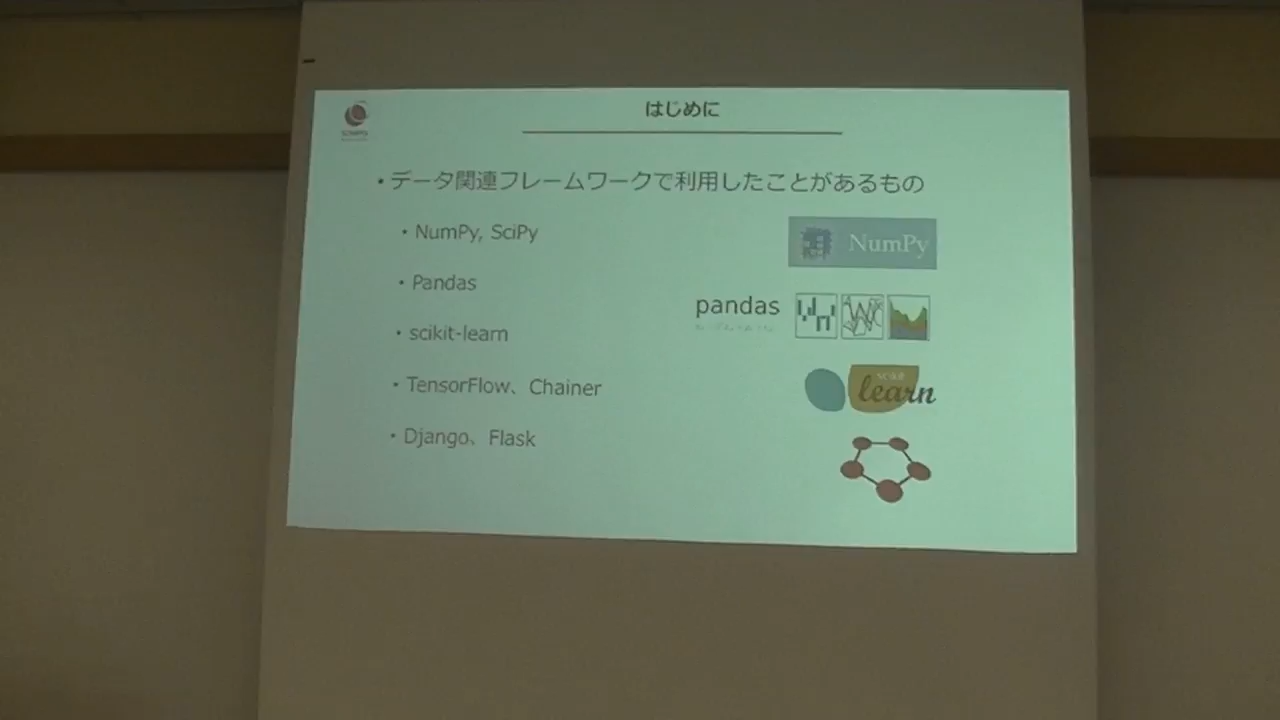 はじめに
・データ関連フレームワークで利用したことがあるもの
・NumPy, SciPy
・Pandas
・scikit-learn
・TensorFlow、Chainer
・Django、Flask
NumPy
pandas
scikit
learn